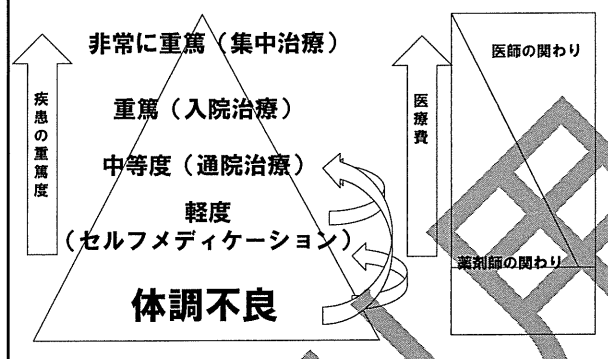 非常に重篤（集中治療）
重篤（入院治療）
中等度（通院治療）
軽度
（セルフメディケーション）
体調不良
疾患の重篤度
医療費
医師の関わり
薬剤師の関わり